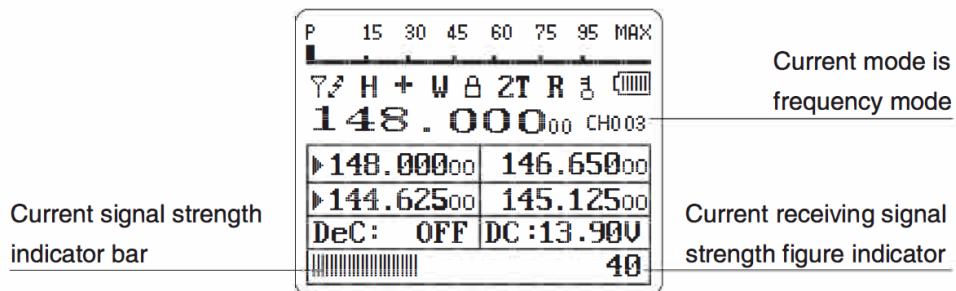 P 15 30 45 60 75 95 MAX
H + W 2T R
148.00000 CH003
Current mode is
frequency mode
148.00000 146.65000
144.62500 145.12500
DeC: OFF DC:13.90V
40
Current signal strength
indicator bar
Current receiving signal
strength figure indicator